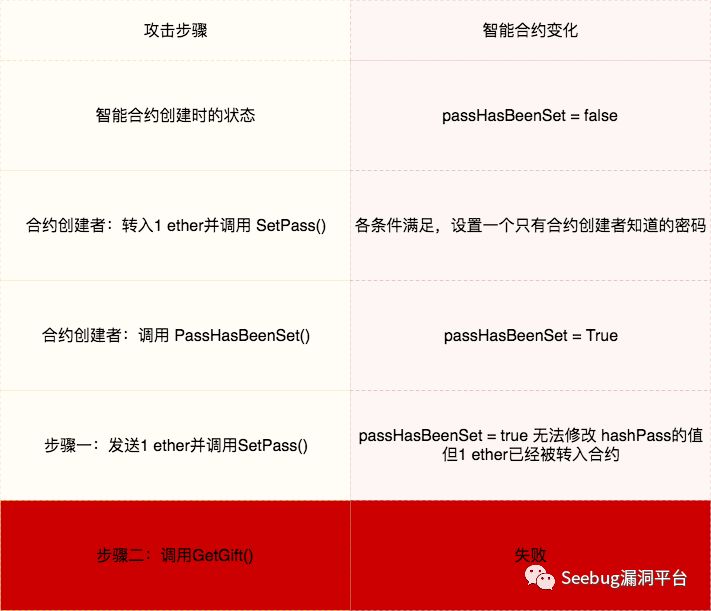 攻击步骤
智能合约变化
智能合约创建时的状态
passHasBeenSet = false
合约创建者：转入1 ether并调用 SetPass()
各条件满足，设置一个只有合约创建者知道的密码
合约创建者：调用 PassHasBeenSet()
passHasBeenSet = True
步骤一：发送1 ether并调用SetPass()
passHasBeenSet = true 无法修改 hashPass的值
但1 ether已经被转入合约
步骤二：调用GetGift()
失败
Seebug漏洞平台